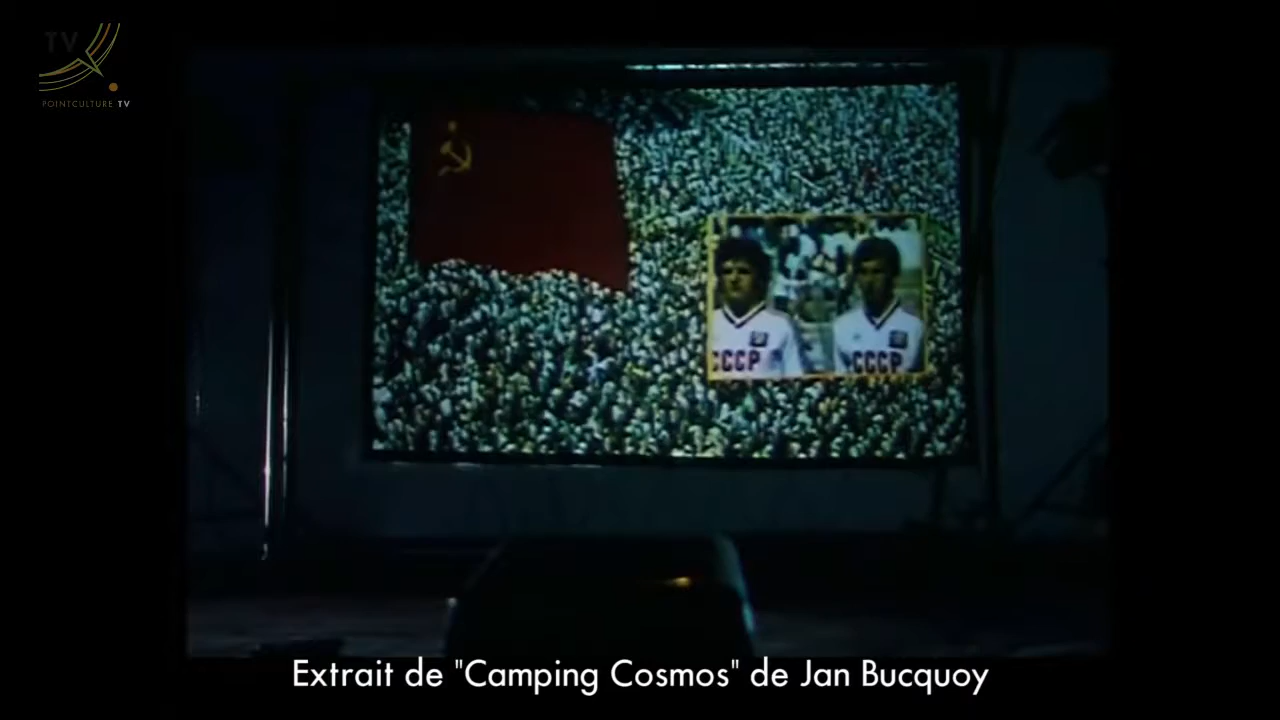 TV
POINTCULTURE TV
CCCP
CCCP
Extrait de "Camping Cosmos" de Jan Bucquoy